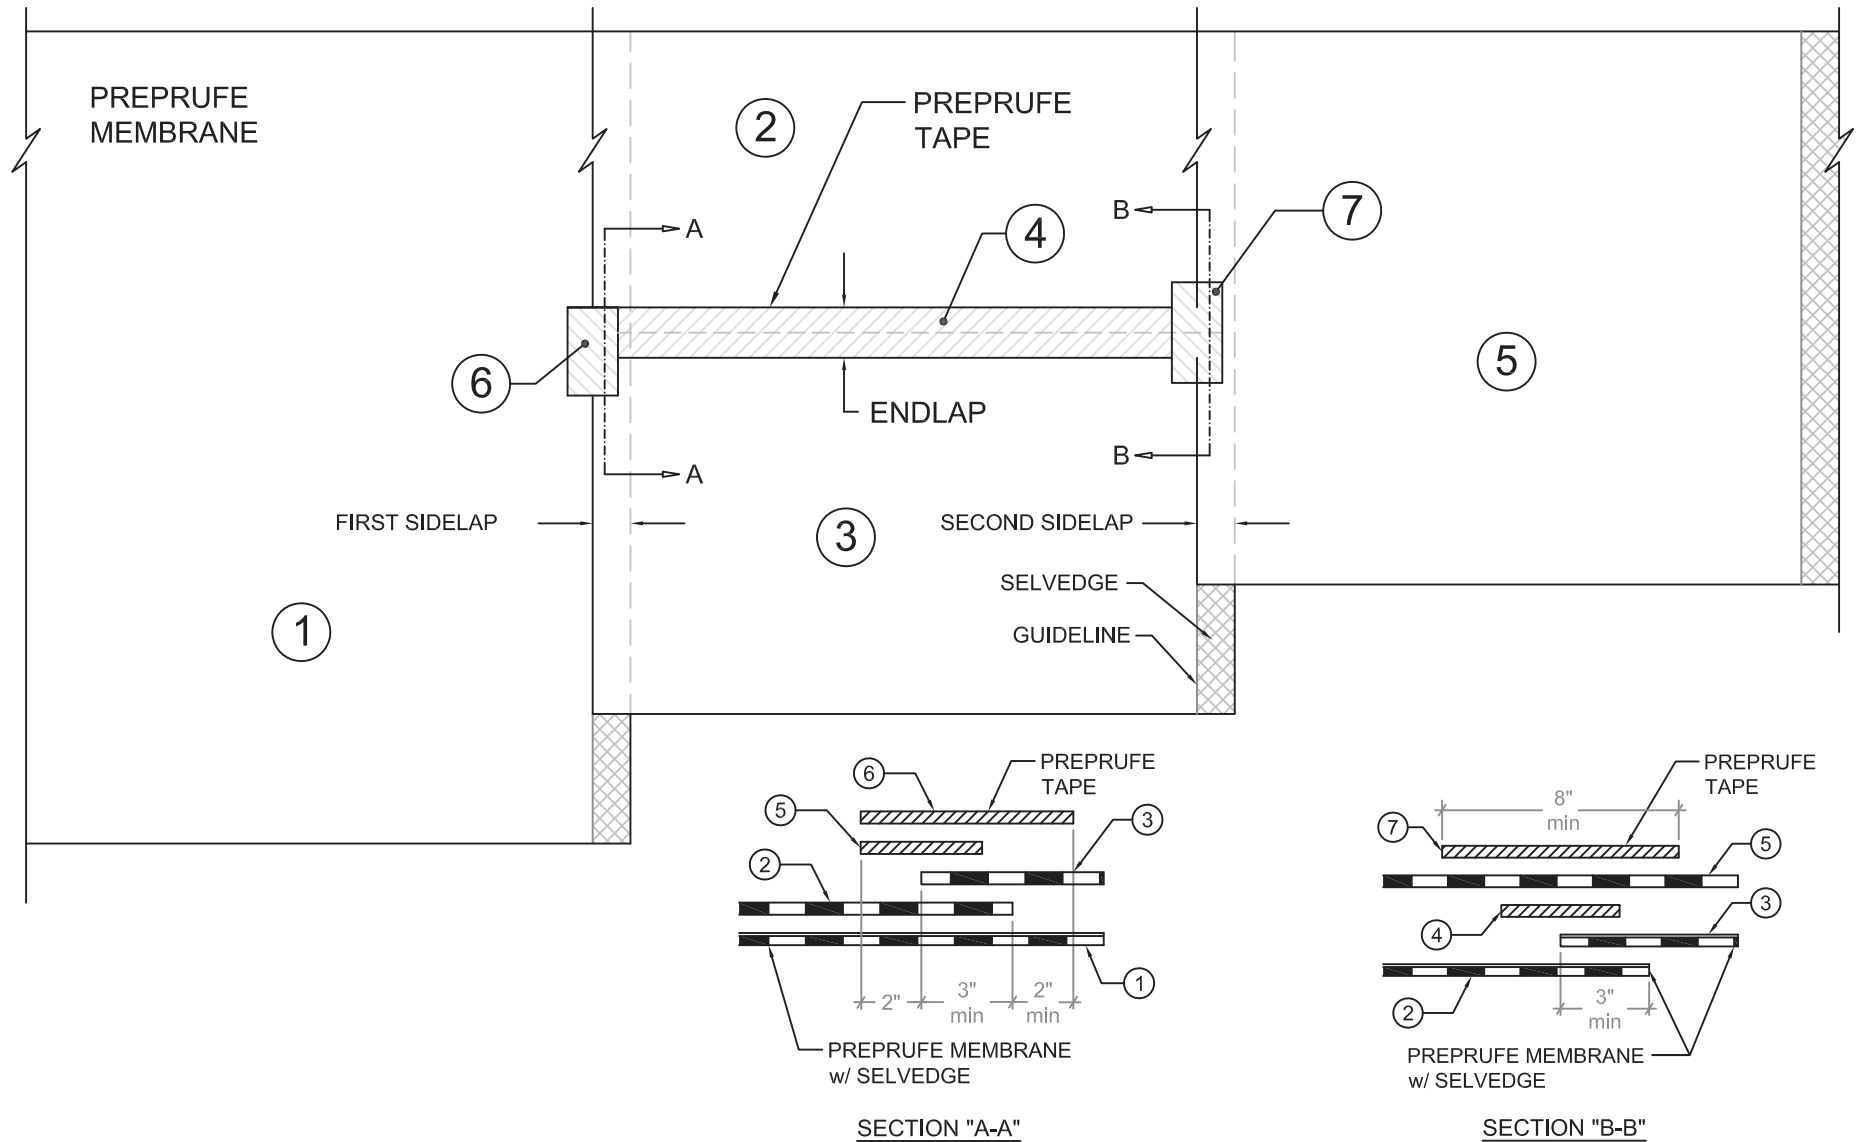 PREPRUFE
MEMBRANE
2
PREPRUFE
TAPE
A
4
B
7
6
ENDLAP
5
A
B
FIRST SIDELAP
3
SECOND SIDELAP
SELVEDGE
GUIDELINE
1
6
PREPRUFE
TAPE
5
3
2
2"
3"
min
2"
min
1
PREPRUFE MEMBRANE
w/ SELVEDGE
SECTION "A-A"
PREPRUFE
TAPE
8"
min
7
5
3
4
2
3"
min
PREPRUFE MEMBRANE
w/ SELVEDGE
SECTION "B-B"